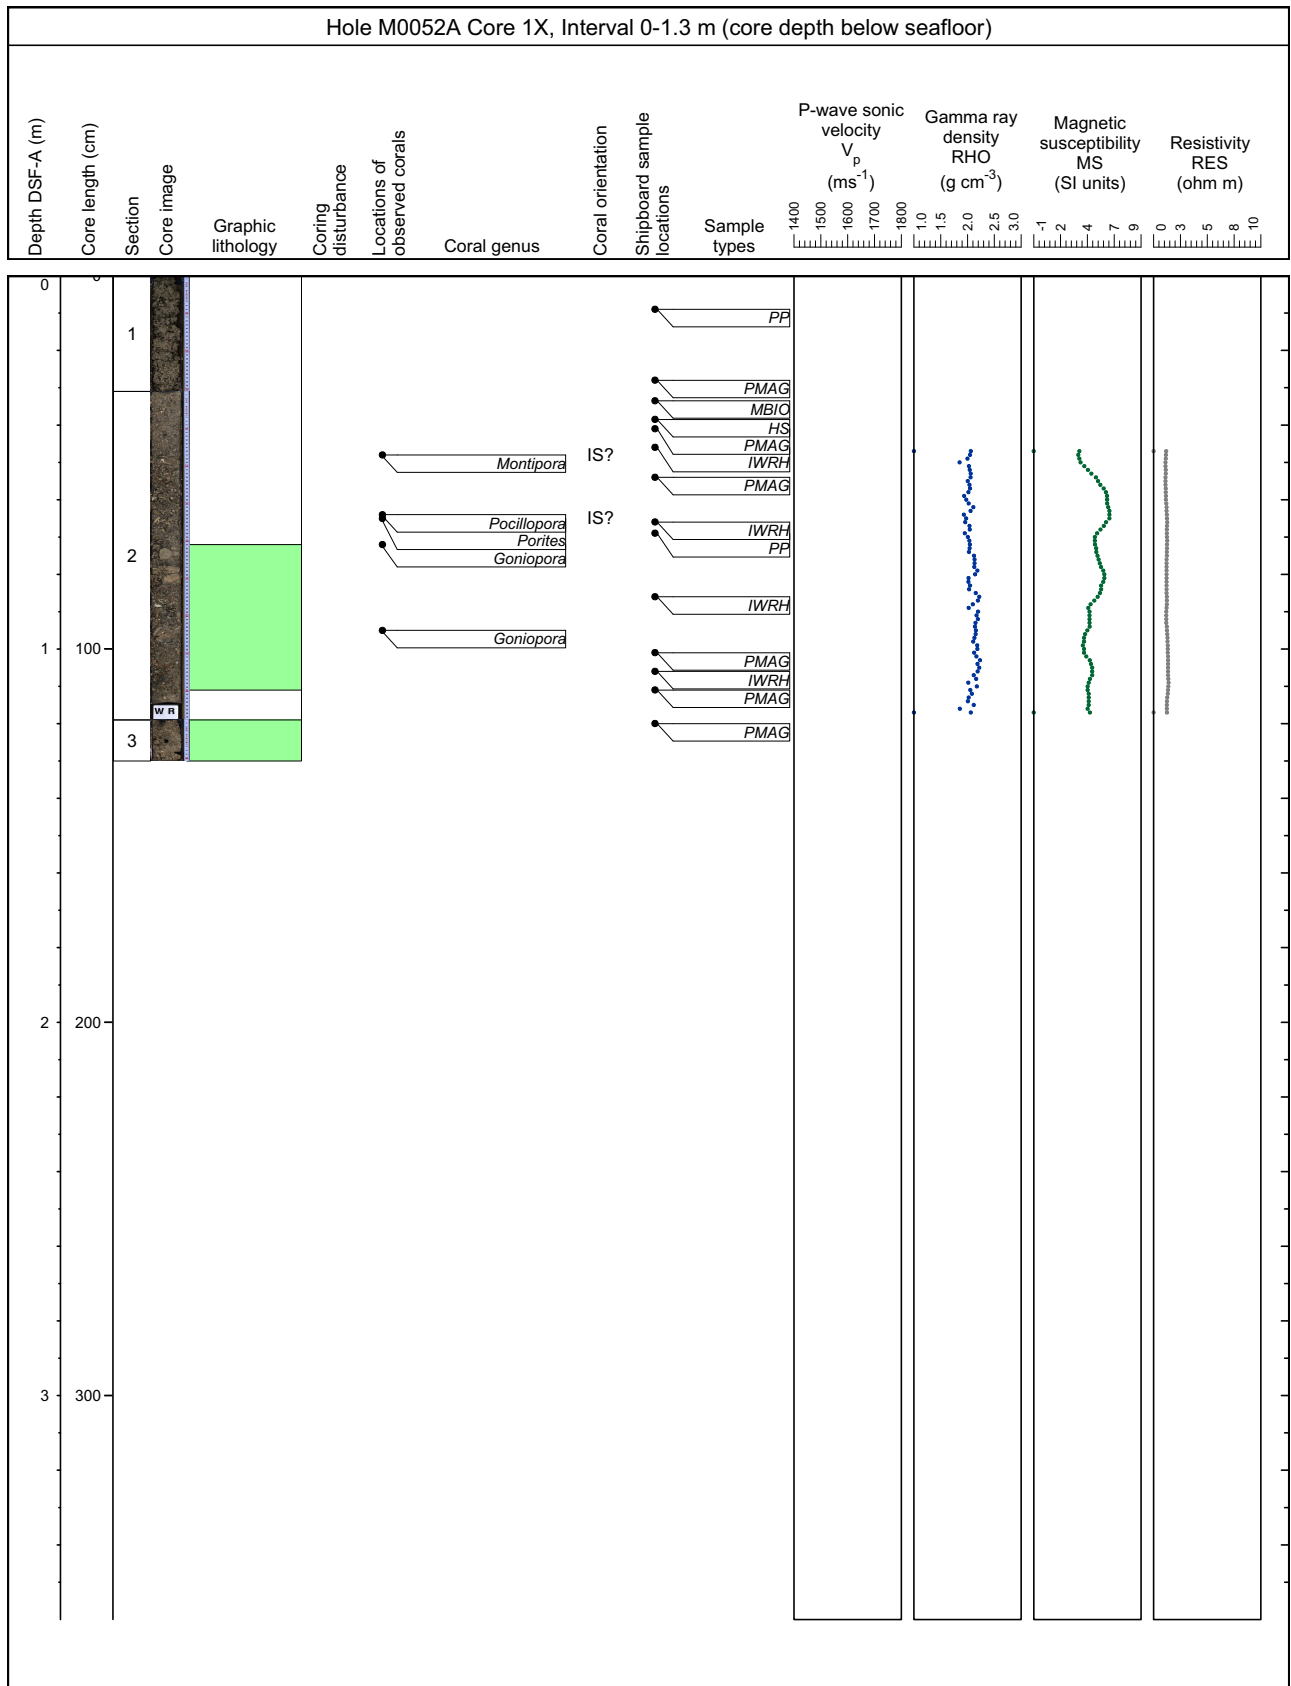 Hole M0052A Core 1X, Interval 0-1.3 m (core depth below seafloor)
Depth DSF-A (m)
Core length (cm)
Section
Core image
Graphic
lithology
Coring
disturbance
Locations of
observed corals
Coral genus
Coral orientation
Shipboard sample
locations
Sample
types
P-wave sonic
velocity
Vp
(ms-1)
1400
1500
1600
1700
1800
Gamma ray
density
RHO
(g cm-3)
1.0
1.5
2.0
2.5
3.0
Magnetic
susceptibility
MS
(SI units)
-1
2
4
7
9
Resistivity
RES
(ohm m)
0
3
5
8
10
0
0
1
PP
PMAG
MBIO
HS
PMAG
IS?
Montipora
IWRH
PMAG
IS?
Pocillopora
IWRH
Porites
PP
2
Goniopora
IWRH
Goniopora
1
100
PMAG
IWRH
PMAG
W R
3
PMAG
2
200
3
300